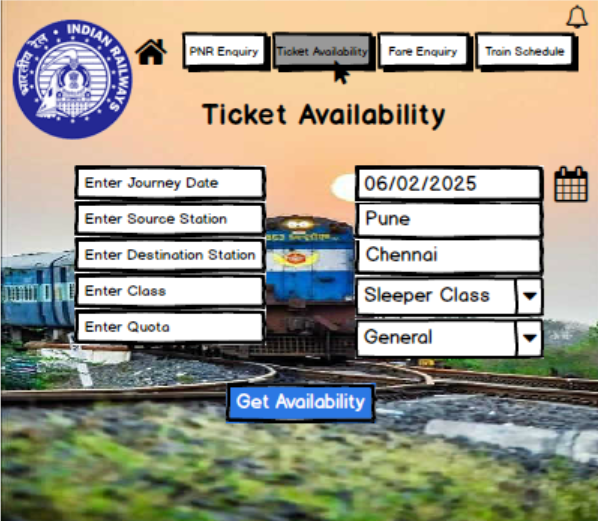 भारतीय रेल
INDIAN RAILWAYS
PNR Enquiry
Ticket Availability
Fare Enquiry
Train Schedule
Ticket Availability
Enter Journey Date
06/02/2025
Enter Source Station
Pune
Enter Destination Station
Chennai
Enter Class
Sleeper Class
Enter Quota
General
Get Availability